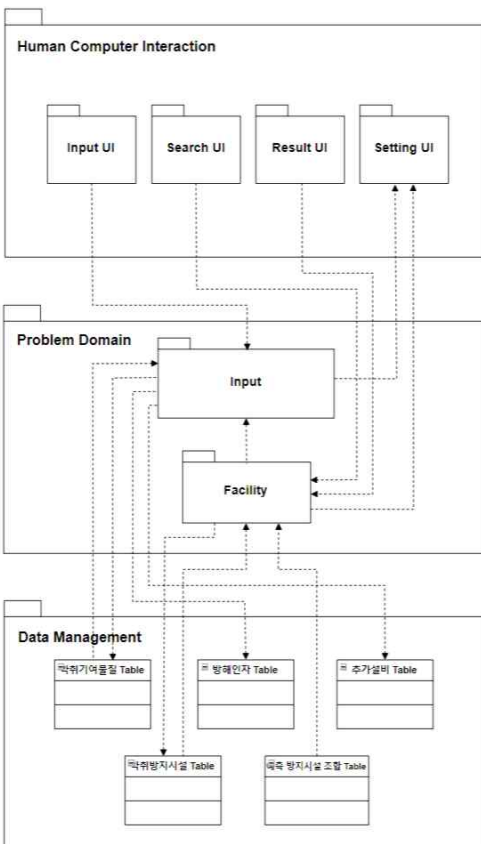 Human Computer Interaction
Input UI
Search UI
Result UI
Setting UI
Problem Domain
Input
Facility
Data Management
악취기여물질 Table
방해인자 Table
추가설비 Table
악취방지시설 Table
예측 방지시설 조합 Table